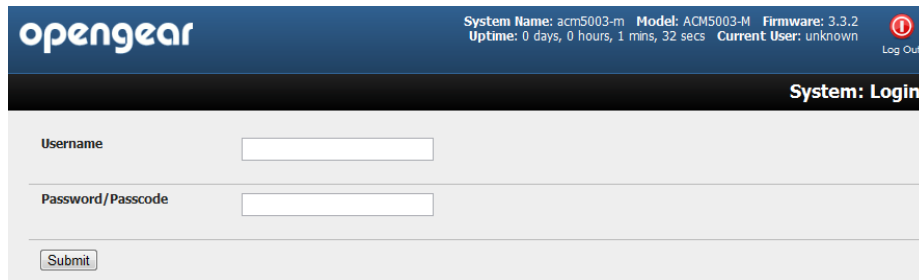 opengear
System Name: acm5003-m Model: ACM5003-M Firmware: 3.3.2
Uptime: 0 days, 0 hours, 1 mins, 32 secs Current User: unknown
Log Out
System: Login
Username
Password/Passcode
Submit